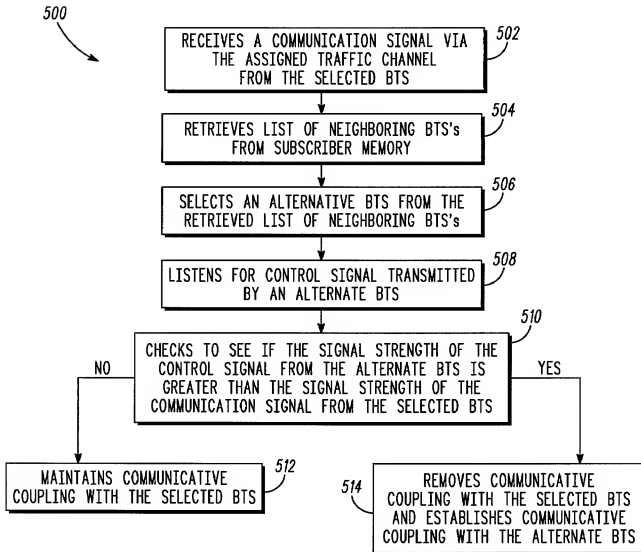 500
RECEIVES A COMMUNICATION SIGNAL VIA
THE ASSIGNED TRAFFIC CHANNEL
FROM THE SELECTED BTS
502
RETRIEVES LIST OF NEIGHBORING BTS's
FROM SUBSCRIBER MEMORY
504
SELECTS AN ALTERNATIVE BTS FROM THE
RETRIEVED LIST OF NEIGHBORING BTS's
506
LISTENS FOR CONTROL SIGNAL TRANSMITTED
BY AN ALTERNATE BTS
508
CHECKS TO SEE IF THE SIGNAL STRENGTH OF THE
CONTROL SIGNAL FROM THE ALTERNATE BTS IS
GREATER THAN THE SIGNAL STRENGTH OF THE
COMMUNICATION SIGNAL FROM THE SELECTED BTS
510
NO
YES
MAINTAINS COMMUNICATIVE
COUPLING WITH THE SELECTED BTS
512
514
REMOVES COMMUNICATIVE
COUPLING WITH THE SELECTED BTS
AND ESTABLISHES COMMUNICATIVE
COUPLING WITH THE ALTERNATE BTS